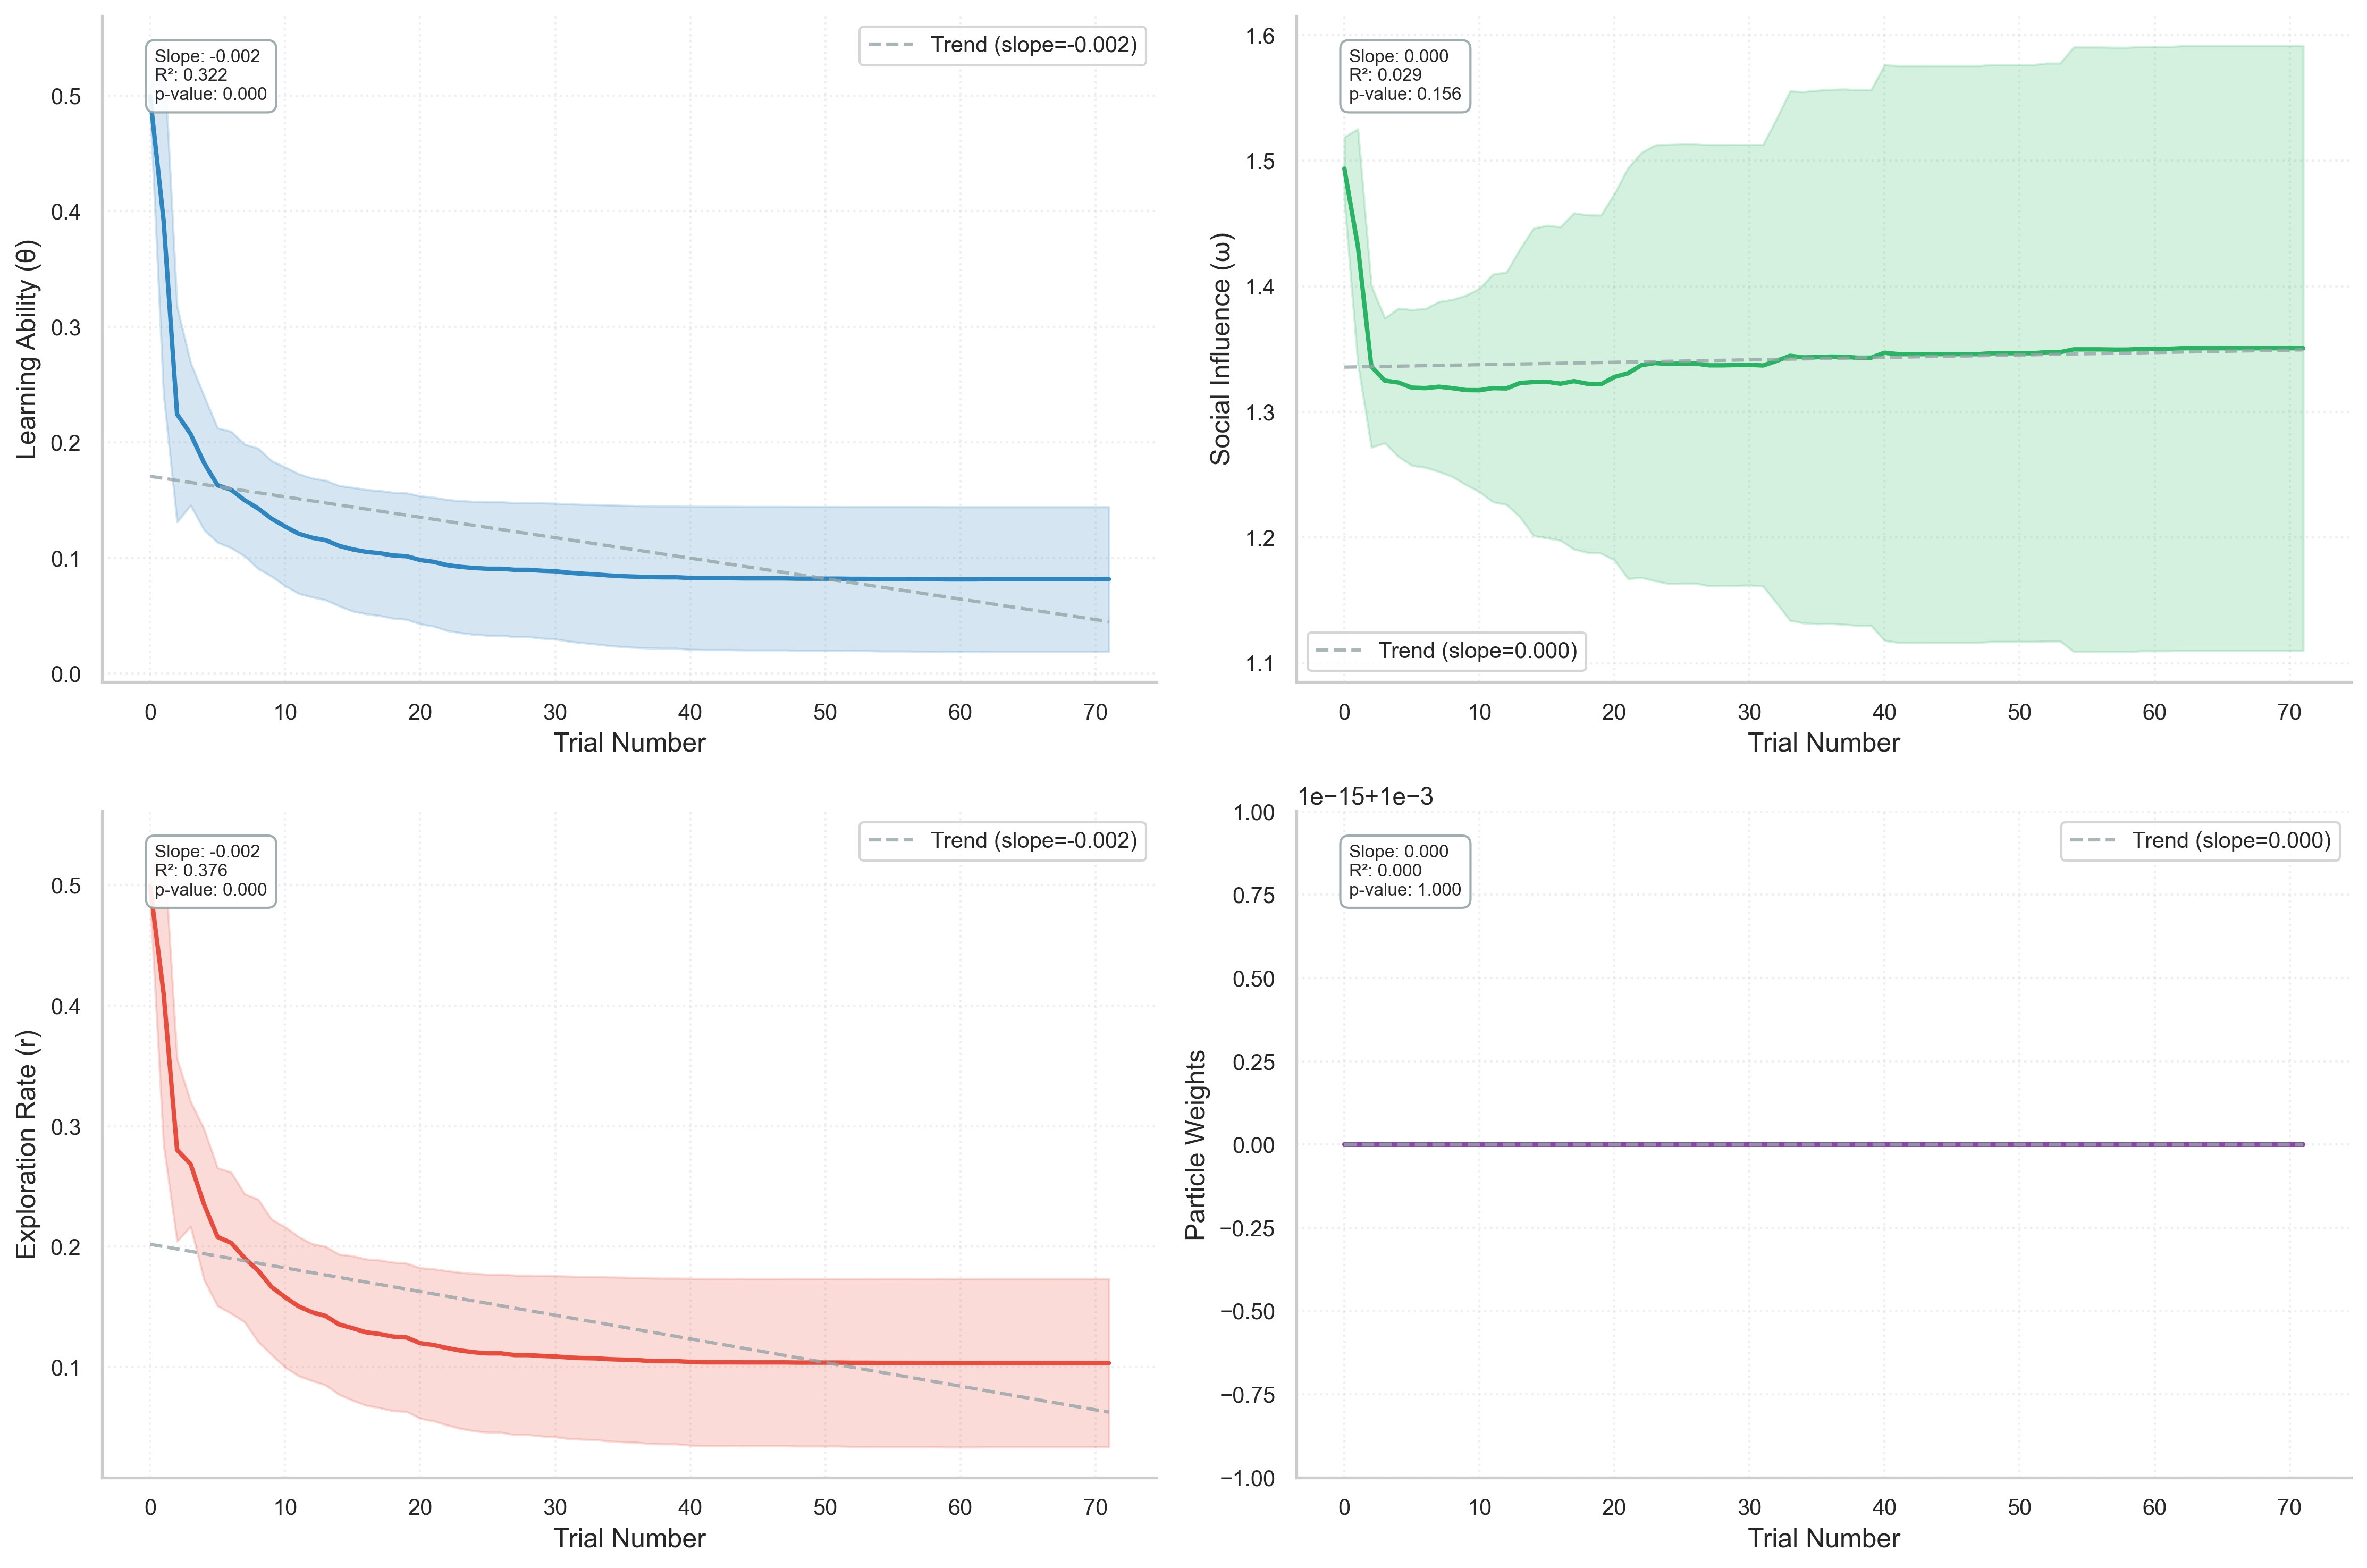 Slope: -0.002
R²: 0.322
p-value: 0.000
Trend (slope=-0.002)
0.5
0.4
0.3
0.2
0.1
0.0
Learning Ability (θ)
0
10
20
30
40
50
60
70
Trial Number
Slope: 0.000
R²: 0.029
p-value: 0.156
Trend (slope=0.000)
1.6
1.5
1.4
1.3
1.2
1.1
Social Influence (ω)
0
10
20
30
40
50
60
70
Trial Number
Slope: -0.002
R²: 0.376
p-value: 0.000
Trend (slope=-0.002)
0.5
0.4
0.3
0.2
0.1
Exploration Rate (r)
0
10
20
30
40
50
60
70
Trial Number
1e−15+1e−3
Slope: 0.000
R²: 0.000
p-value: 1.000
Trend (slope=0.000)
1.00
0.75
0.50
0.25
0.00
−0.25
−0.50
−0.75
−1.00
Particle Weights
0
10
20
30
40
50
60
70
Trial Number